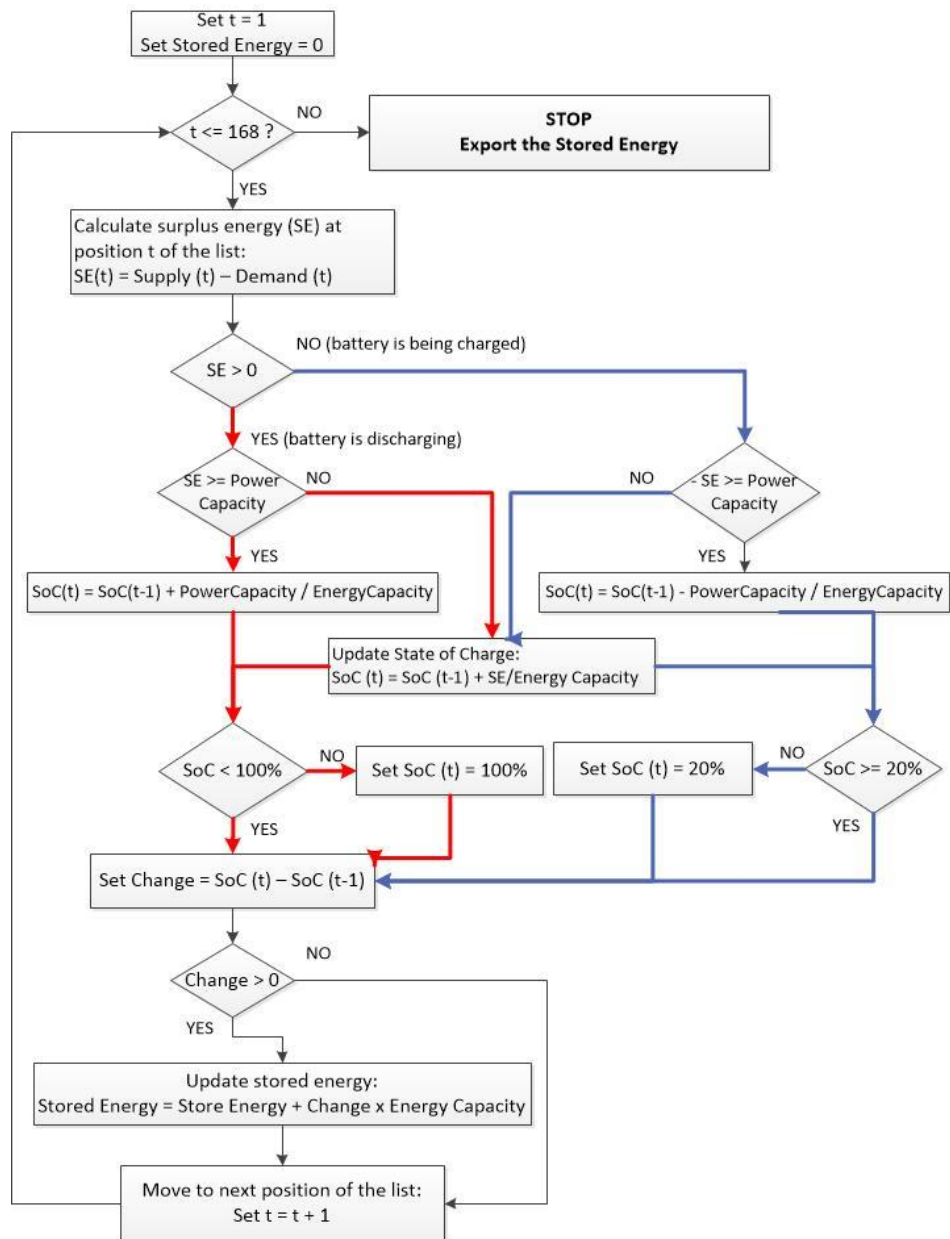 Set t = 1
Set Stored Energy = 0
t <= 168 ?
NO
STOP
Export the Stored Energy
YES
Calculate surplus energy (SE) at
position t of the list:
SE(t) = Supply (t) – Demand (t)
NO (battery is being charged)
SE > 0
YES (battery is discharging)
SE >= Power
Capacity
NO
NO
- SE >= Power
Capacity
YES
YES
SoC(t) = SoC(t-1) + PowerCapacity / EnergyCapacity
SoC(t) = SoC(t-1) - PowerCapacity / EnergyCapacity
Update State of Charge:
SoC (t) = SoC (t-1) + SE/Energy Capacity
SoC < 100%
NO
Set SoC (t) = 100%
Set SoC (t) = 20%
NO
SoC >= 20%
YES
YES
Set Change = SoC (t) – SoC (t-1)
Change > 0
NO
YES
Update stored energy:
Stored Energy = Store Energy + Change x Energy Capacity
Move to next position of the list:
Set t = t + 1